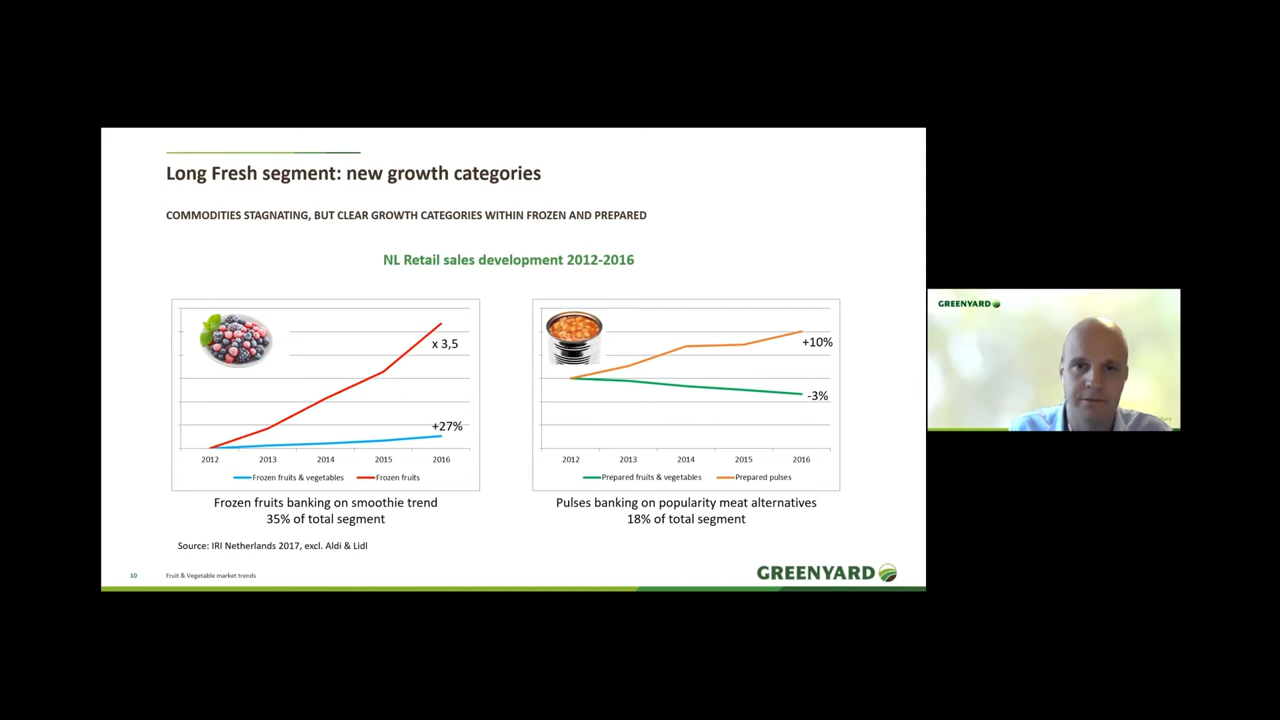 Long Fresh segment: new growth categories
COMMODITIES STAGNATING, BUT CLEAR GROWTH CATEGORIES WITHIN FROZEN AND PREPARED
NL Retail sales development 2012-2016
x 3,5
+27%
2012 2013 2014 2015 2016
Frozen fruits & vegetables Frozen fruits
+10%
-3%
2012 2013 2014 2015 2016
Prepared fruits & vegetables Prepared pulses
Frozen fruits banking on smoothie trend
35% of total segment
Pulses banking on popularity meat alternatives
18% of total segment
Source: IRI Netherlands 2017, excl. Aldi & Lidl
10 Fruit & Vegetable market trends
GREENYARD
GREENYARD